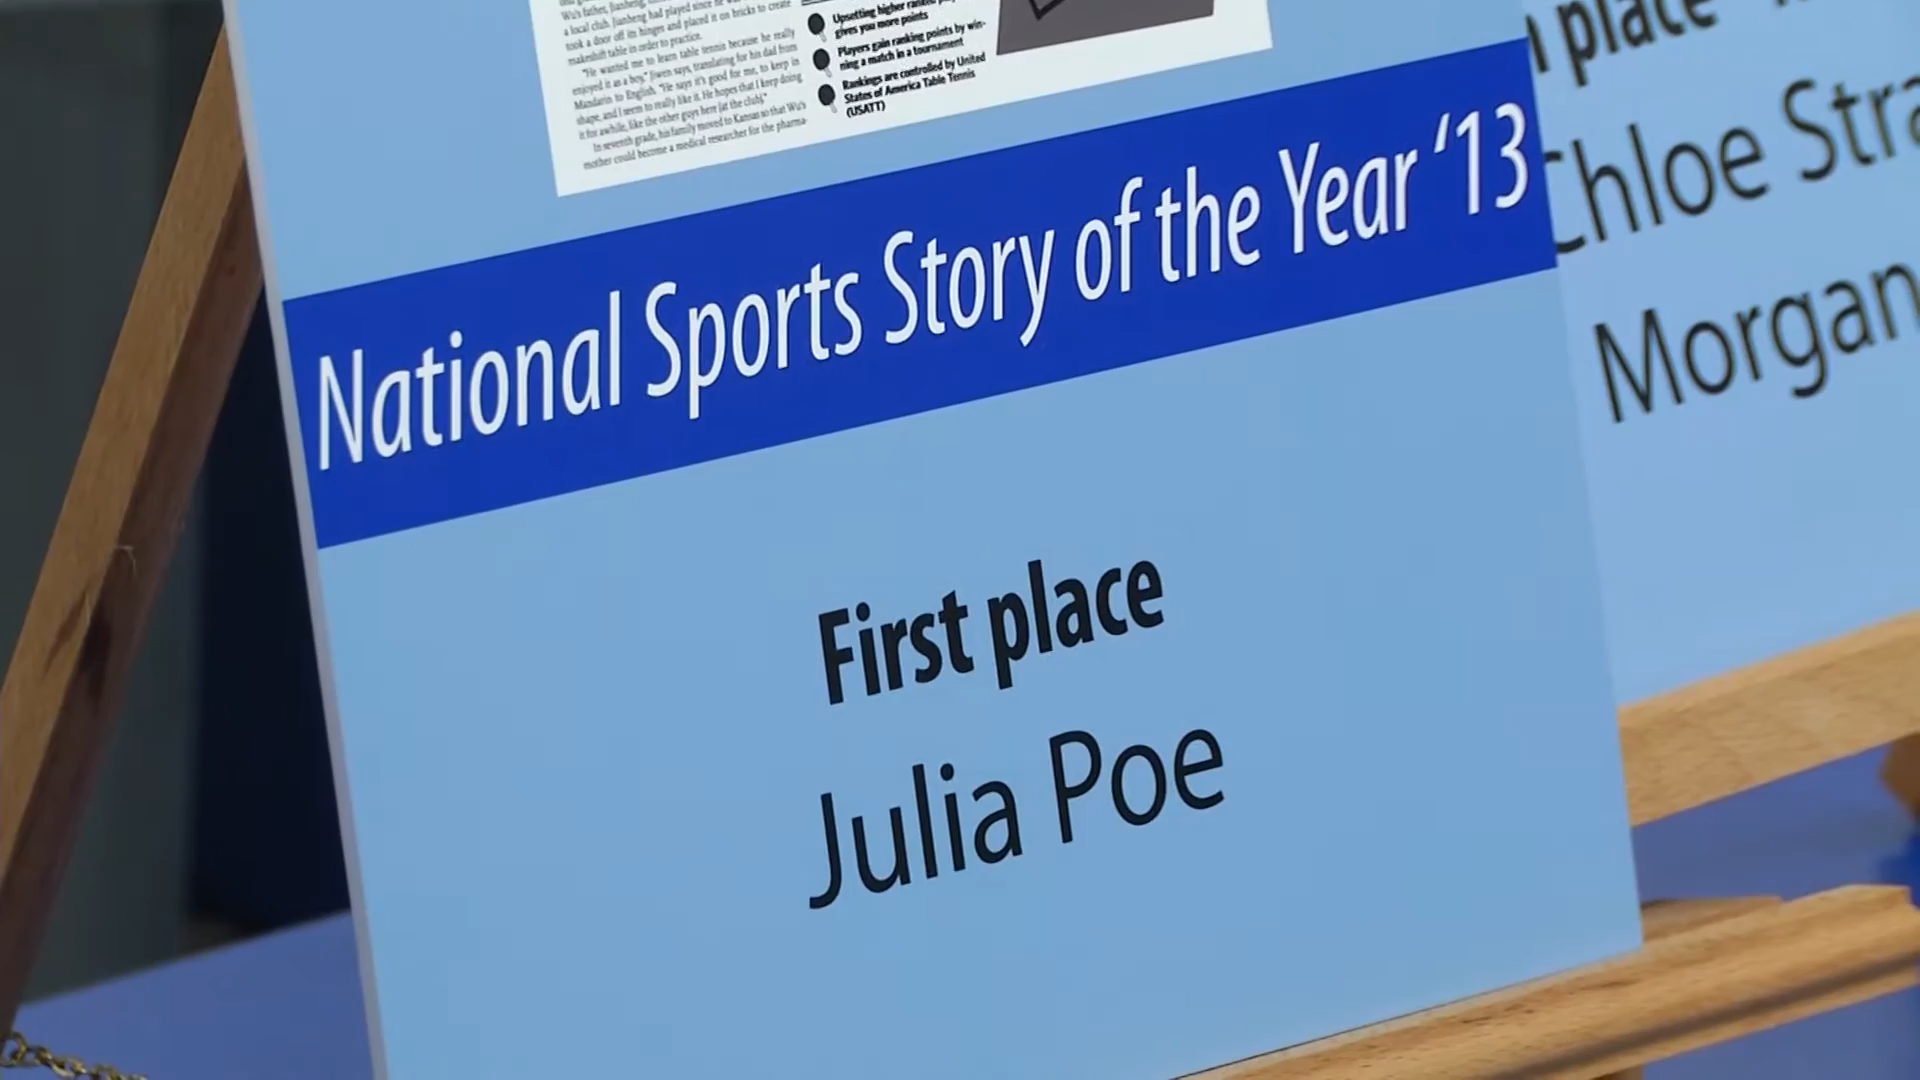 Wu's father, Jianheng,
a local club. Jianheng had played since he
took a door off its hinges and placed it on bricks to create
makeshift table in order to practice.
"He wanted me to learn table tennis because he really
enjoyed it as a boy," Jiwen says, translating for his dad from
Mandarin to English. "He says it's good for me, to keep in
shape, and I seem to really like it. He hopes that I keep doing
it for awhile, like the other guys here [at the club]."
In seventh grade, his family moved to Kansas so that Wu's
mother could become a medical researcher for the pharma-
Upsetting higher ranked
gives you more points
Players gain ranking points by win-
ning a match in a tournament
Rankings are controlled by United
States of America Table Tennis
(USATT)
National Sports Story of the Year '13
First place
Julia Poe
place
Chloe Stra
Morgan